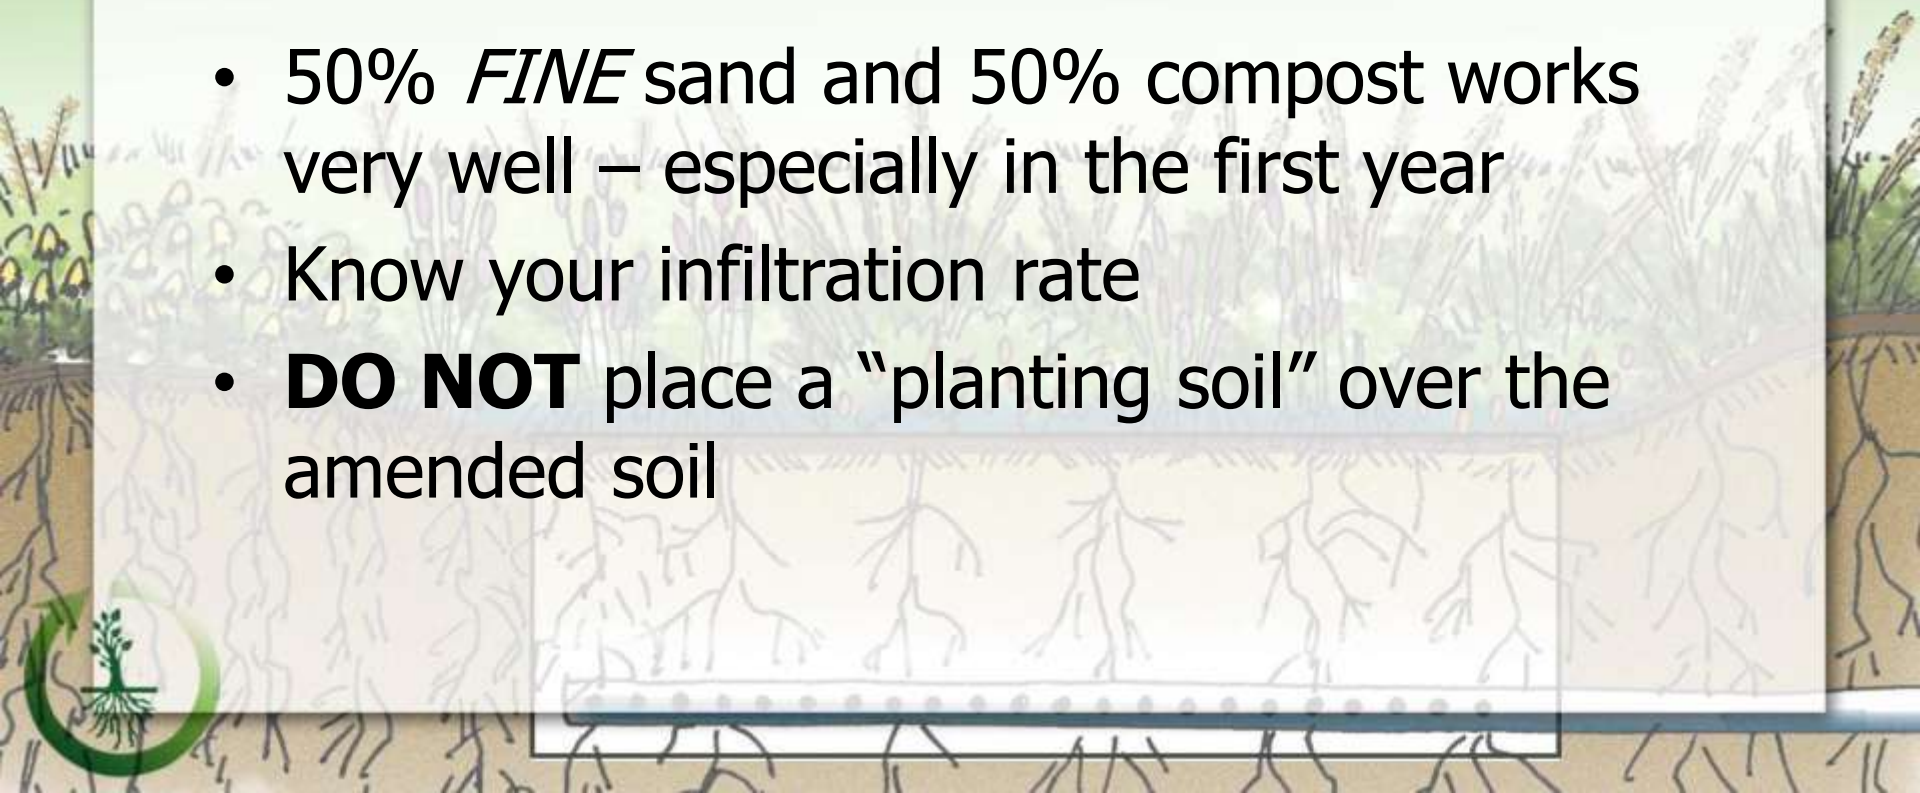 • 50% FINE sand and 50% compost works
very well – especially in the first year
• Know your infiltration rate
• DO NOT place a “planting soil” over the
amended soil